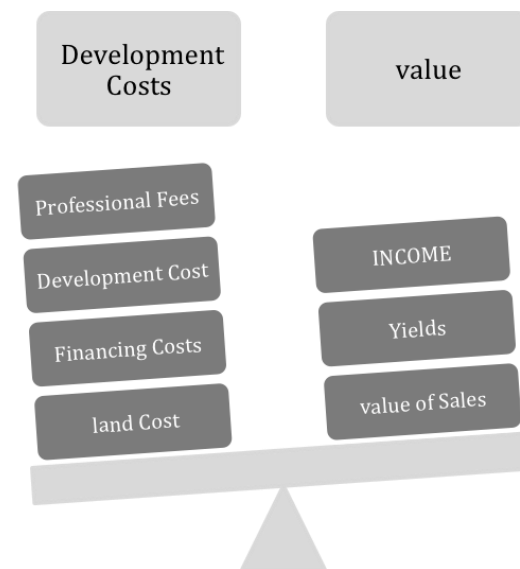 Development
Costs
value
Professional Fees
Development Cost
Financing Costs
land Cost
INCOME
Yields
value of Sales